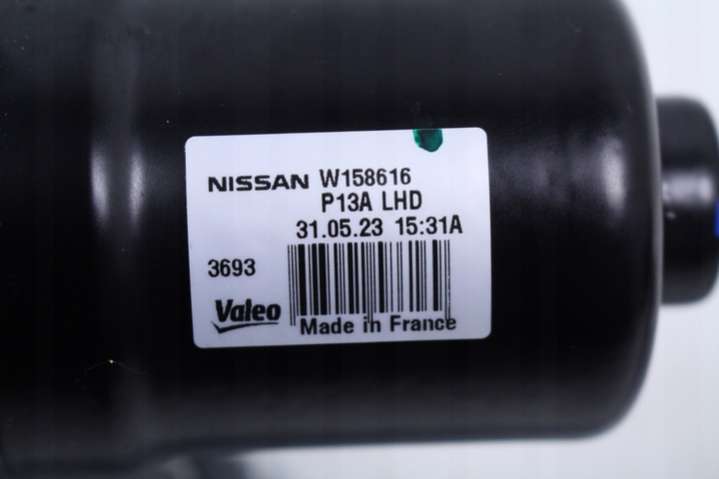 NISSAN W158616
P13A LHD
31.05.23 15:31A
3693
Valeo
Made in France